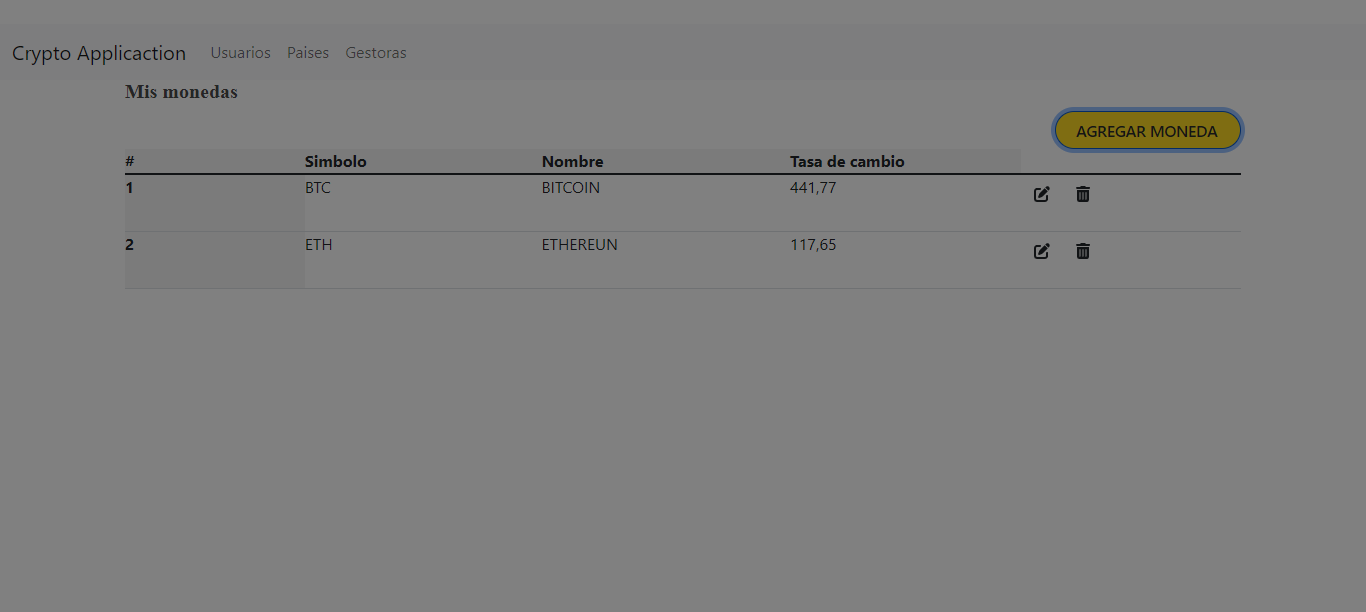 Crypto Applicaction Usuarios Paises Gestoras
Mis monedas
AGREGAR MONEDA
# Simbolo Nombre Tasa de cambio
1 BTC BITCOIN 441,77
2 ETH ETHEREUN 117,65